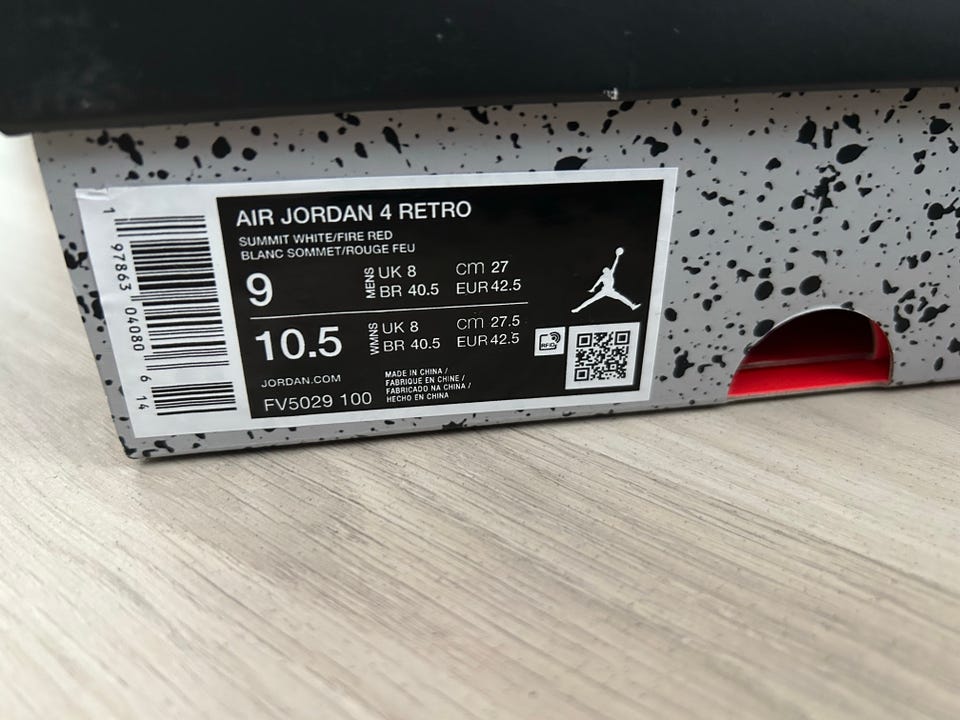 AIR JORDAN 4 RETRO
SUMMIT WHITE/FIRE RED
BLANC SOMMET/ROUGE FEU
9 MENS UK 8 CM 27
BR 40.5 EUR 42.5
10.5 WMNS UK 8 CM 27.5
BR 40.5 EUR 42.5
RFID
JORDAN.COM
FV5029 100
MADE IN CHINA /
FABRIQUE EN CHINE /
FABRICADO NA CHINA /
HECHO EN CHINA
1 97863 04080 6 14